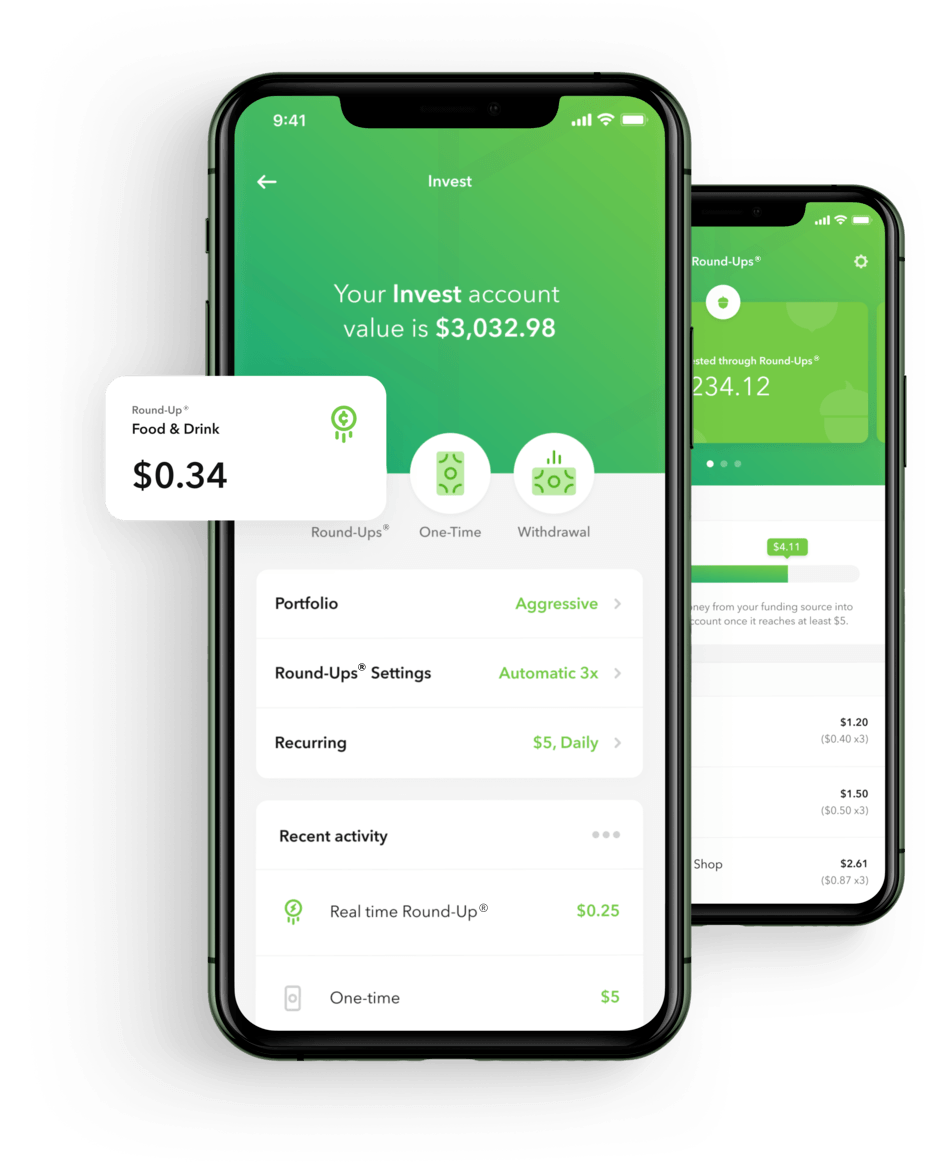 9:41
Invest
Your Invest account
value is $3,032.98
Round-Up®
Food & Drink
$0.34
Round-Ups®
One-Time
Withdrawal
Portfolio
Aggressive
Round-Ups® Settings
Automatic 3x
Recurring
$5, Daily
Recent activity
Real time Round-Up®
$0.25
One-time
$5
Round-Ups®
through Round-Ups®
234.12
$4.11
from your funding source into
once it reaches at least $5.
$1.20
($0.40 x3)
$1.50
($0.50 x3)
Shop
$2.61
($0.87 x3)